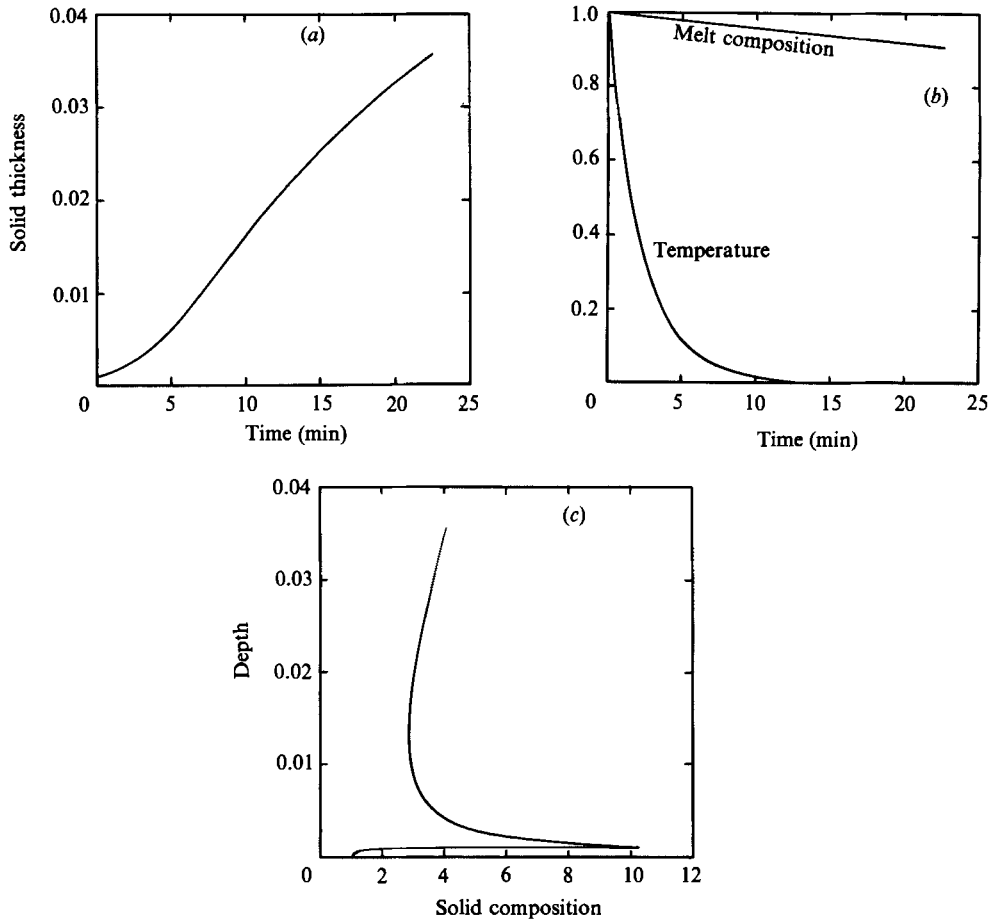 (a)
0.04
0.03
0.02
0.01
Solid thickness
0 5 10 15 20 25
Time (min)
1.0
0.8
0.6
0.4
0.2
Melt composition
(b)
Temperature
0 5 10 15 20 25
Time (min)
(c)
0.04
0.03
0.02
0.01
Depth
0 2 4 6 8 10 12
Solid composition